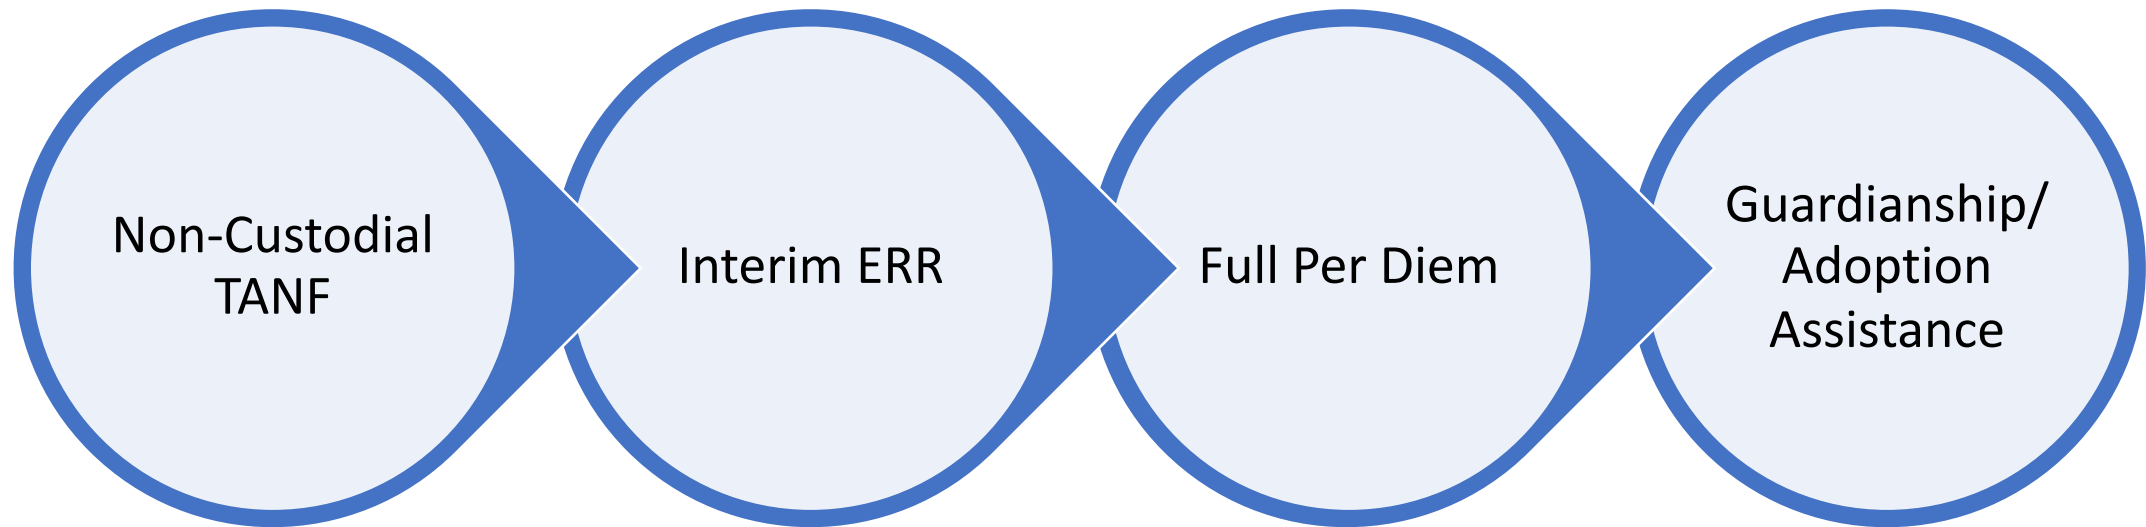 Non-Custodial
TANF
Interim ERR
Full Per Diem
Guardianship/
Adoption
Assistance